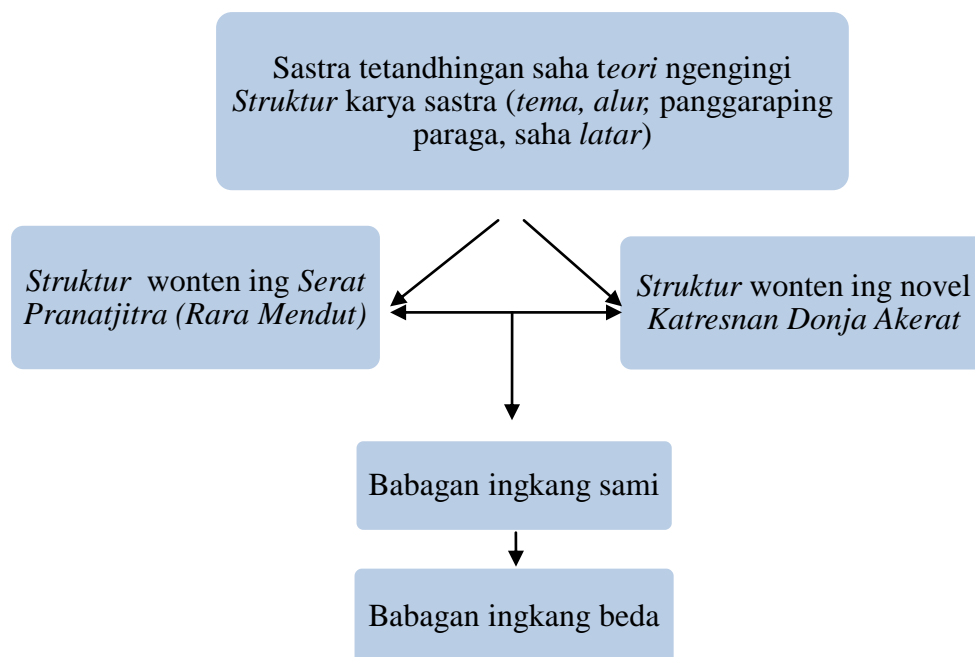 Sastra tetandhingan saha teori ngengingi
Struktur karya sastra (tema, alur, panggaraping
paraga, saha latar)
Struktur wonten ing Serat
Pranatjitra (Rara Mendut)
Struktur wonten ing novel
Katresnan Donja Akerat
Babagan ingkang sami
Babagan ingkang beda